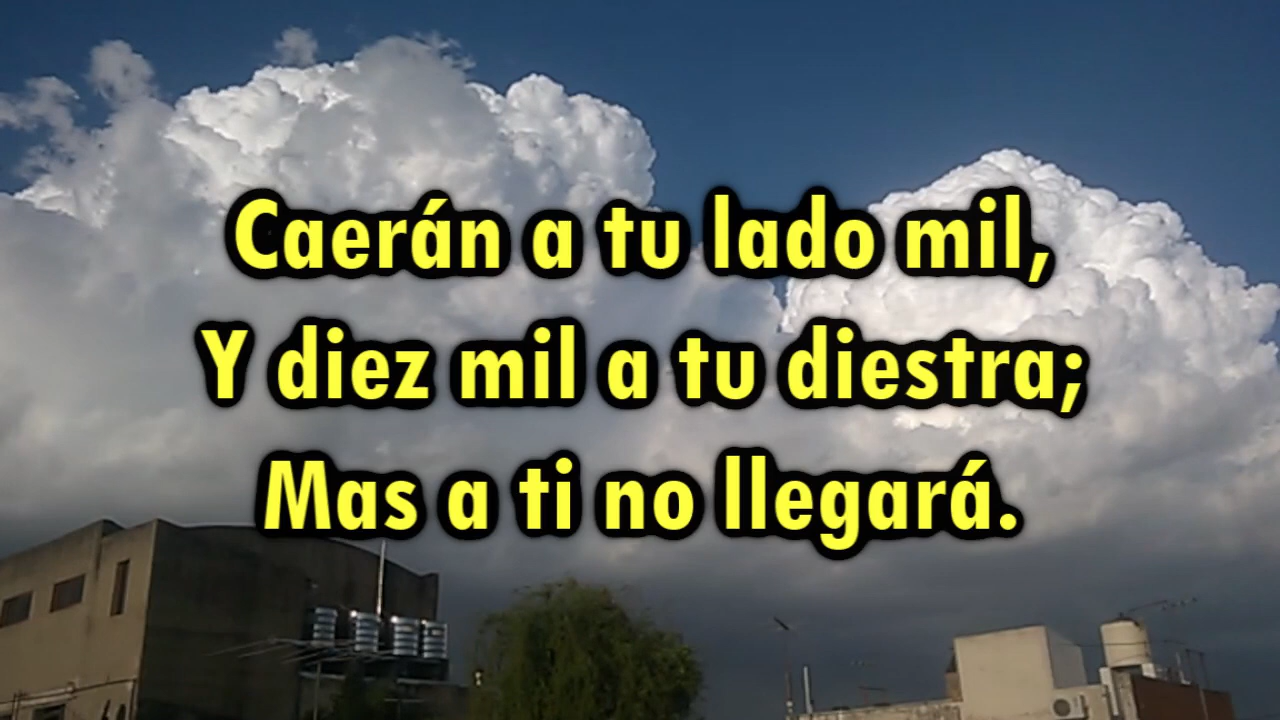 Caerán a tu lado mil,
Y diez mil a tu diestra;
Mas a ti no llegará.